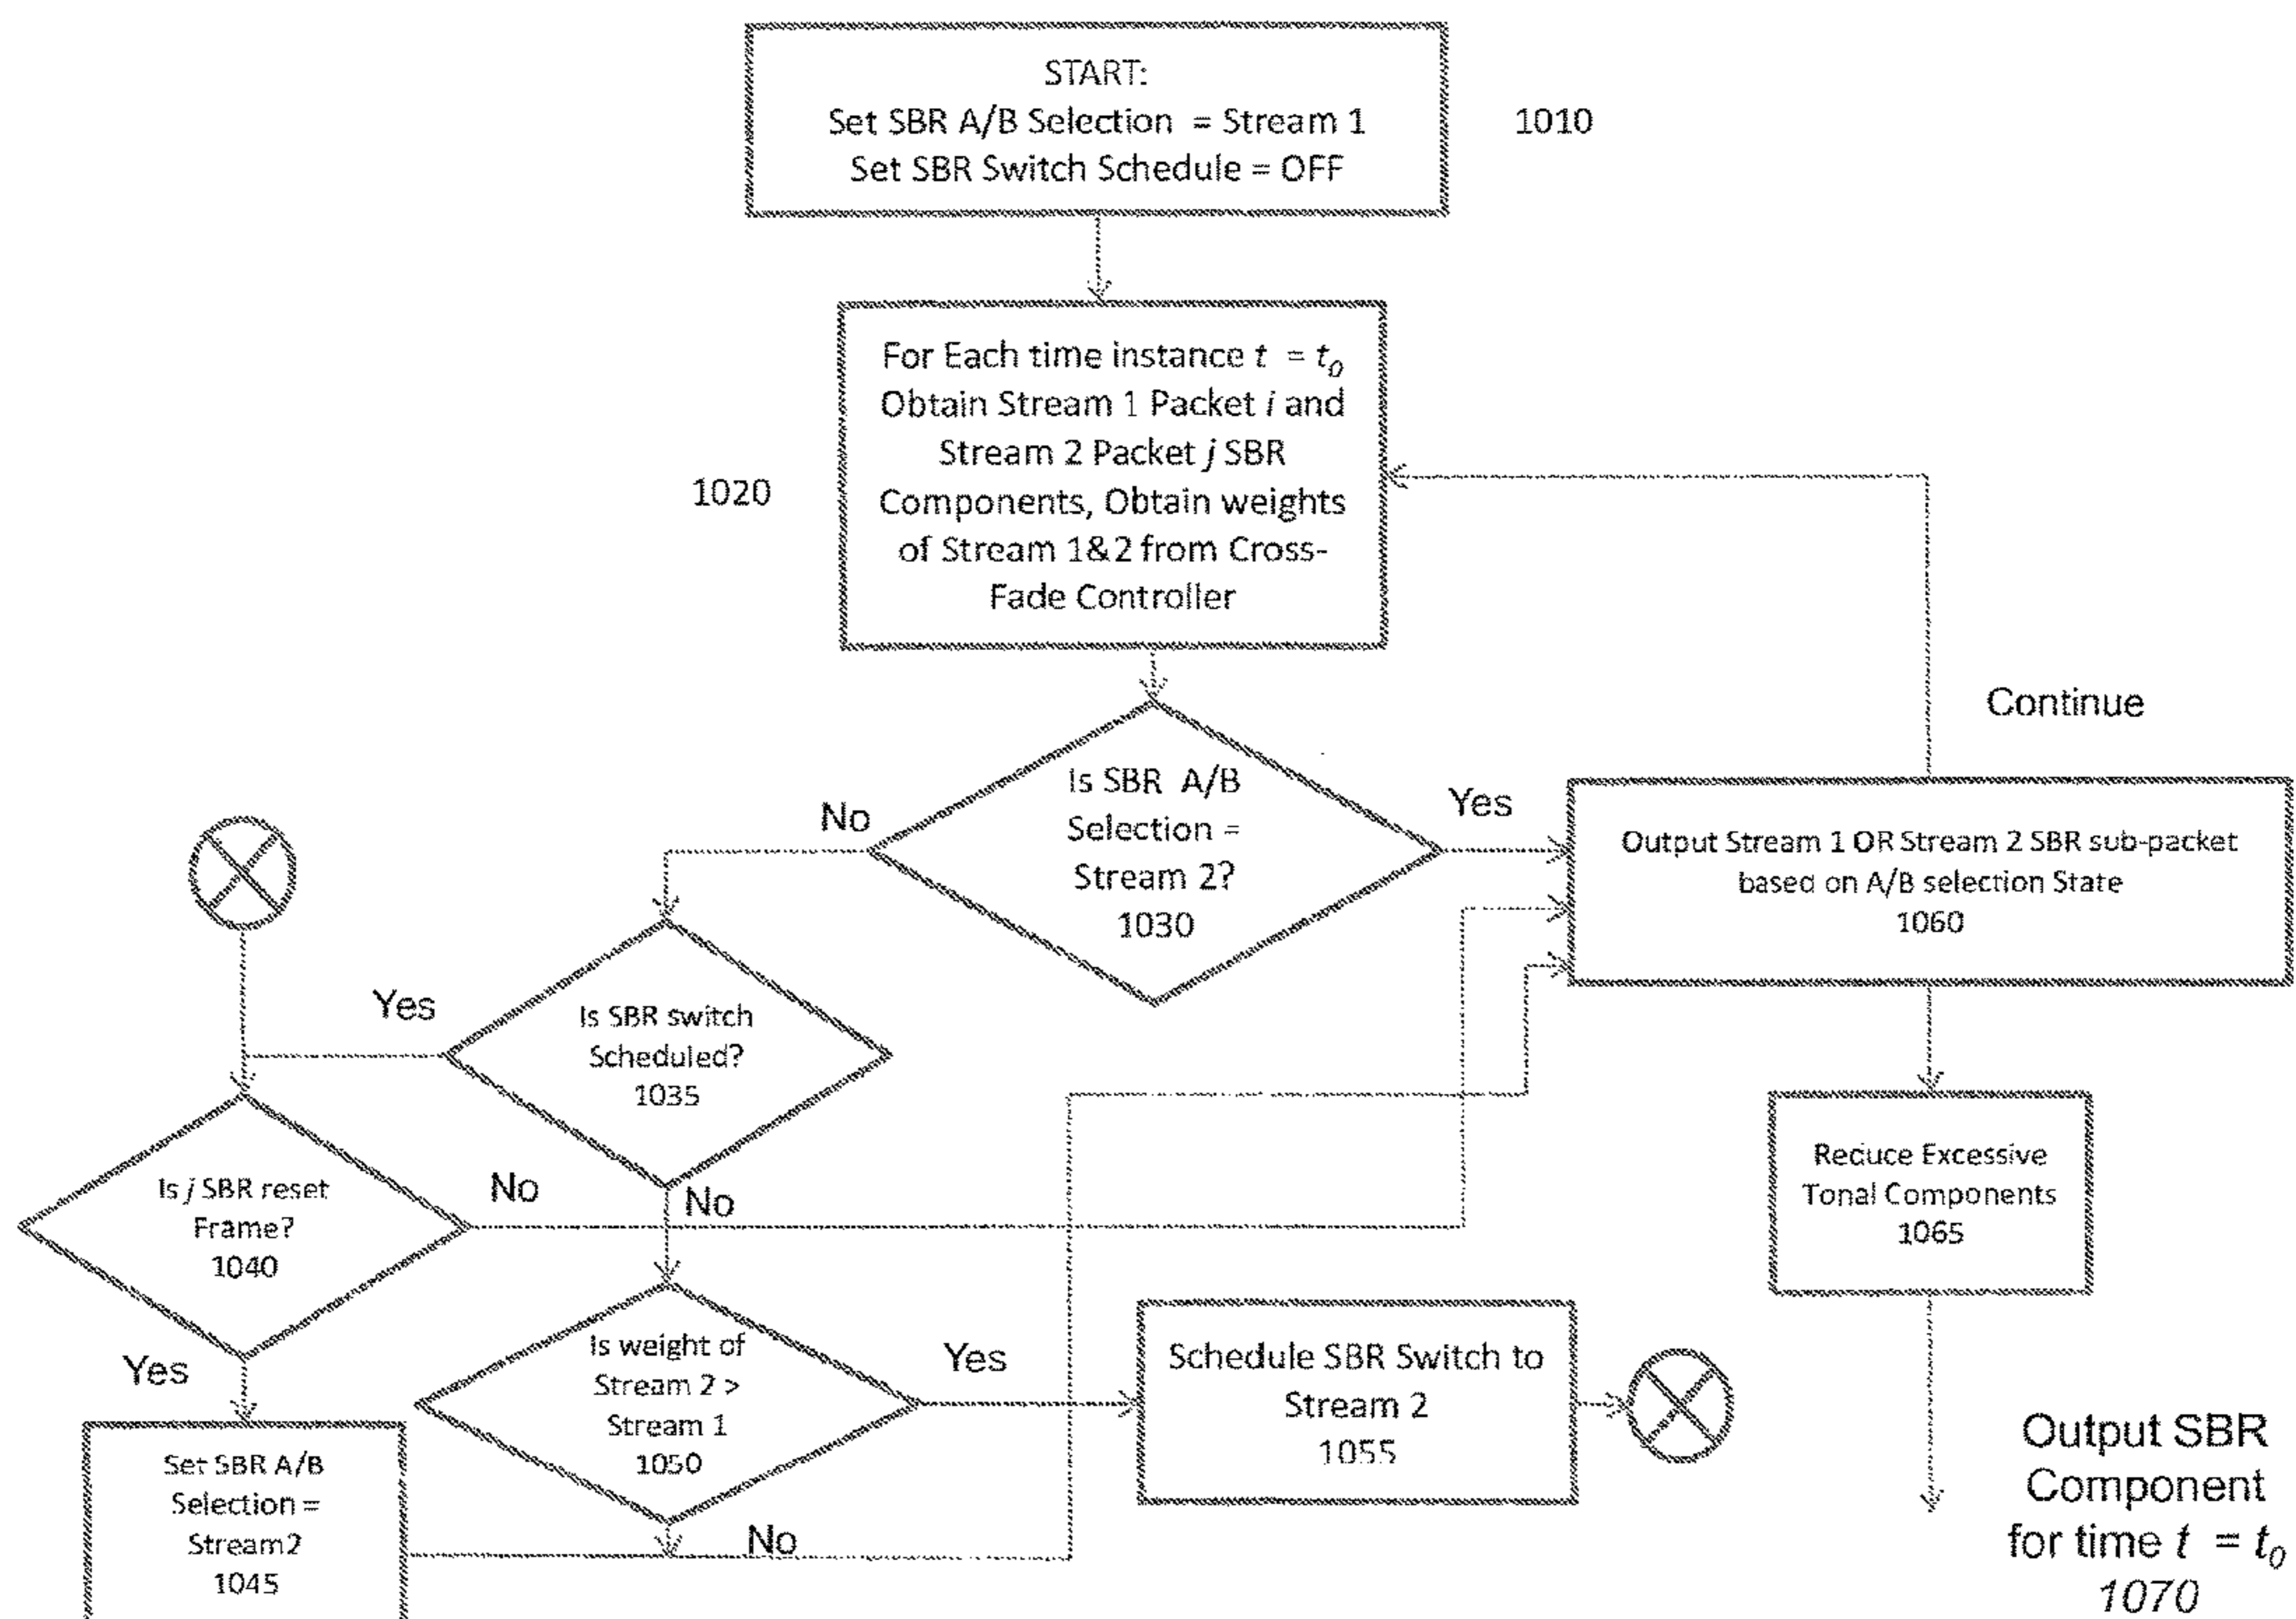 START:
Set SBR A/B Selection = Stream 1
Set SBR Switch Schedule = OFF
1010
For Each time instance t = t0
Obtain Stream 1 Packet i and
Stream 2 Packet j SBR
Components, Obtain weights
of Stream 1&2 from Cross-
Fade Controller
1020
Continue
Is SBR A/B
Selection =
Stream 2?
1030
No
Yes
Output Stream 1 OR Stream 2 SBR sub-packet
based on A/B selection State
1060
Is SBR switch
Scheduled?
1035
Yes
No
Is j SBR reset
Frame?
1040
No
Yes
Reduce Excessive
Tonal Components
1065
Is weight of
Stream 2 >
Stream 1
1050
Yes
No
Schedule SBR Switch to
Stream 2
1055
Set SBR A/B
Selection =
Stream2
1045
Output SBR
Component
for time t = t0
1070